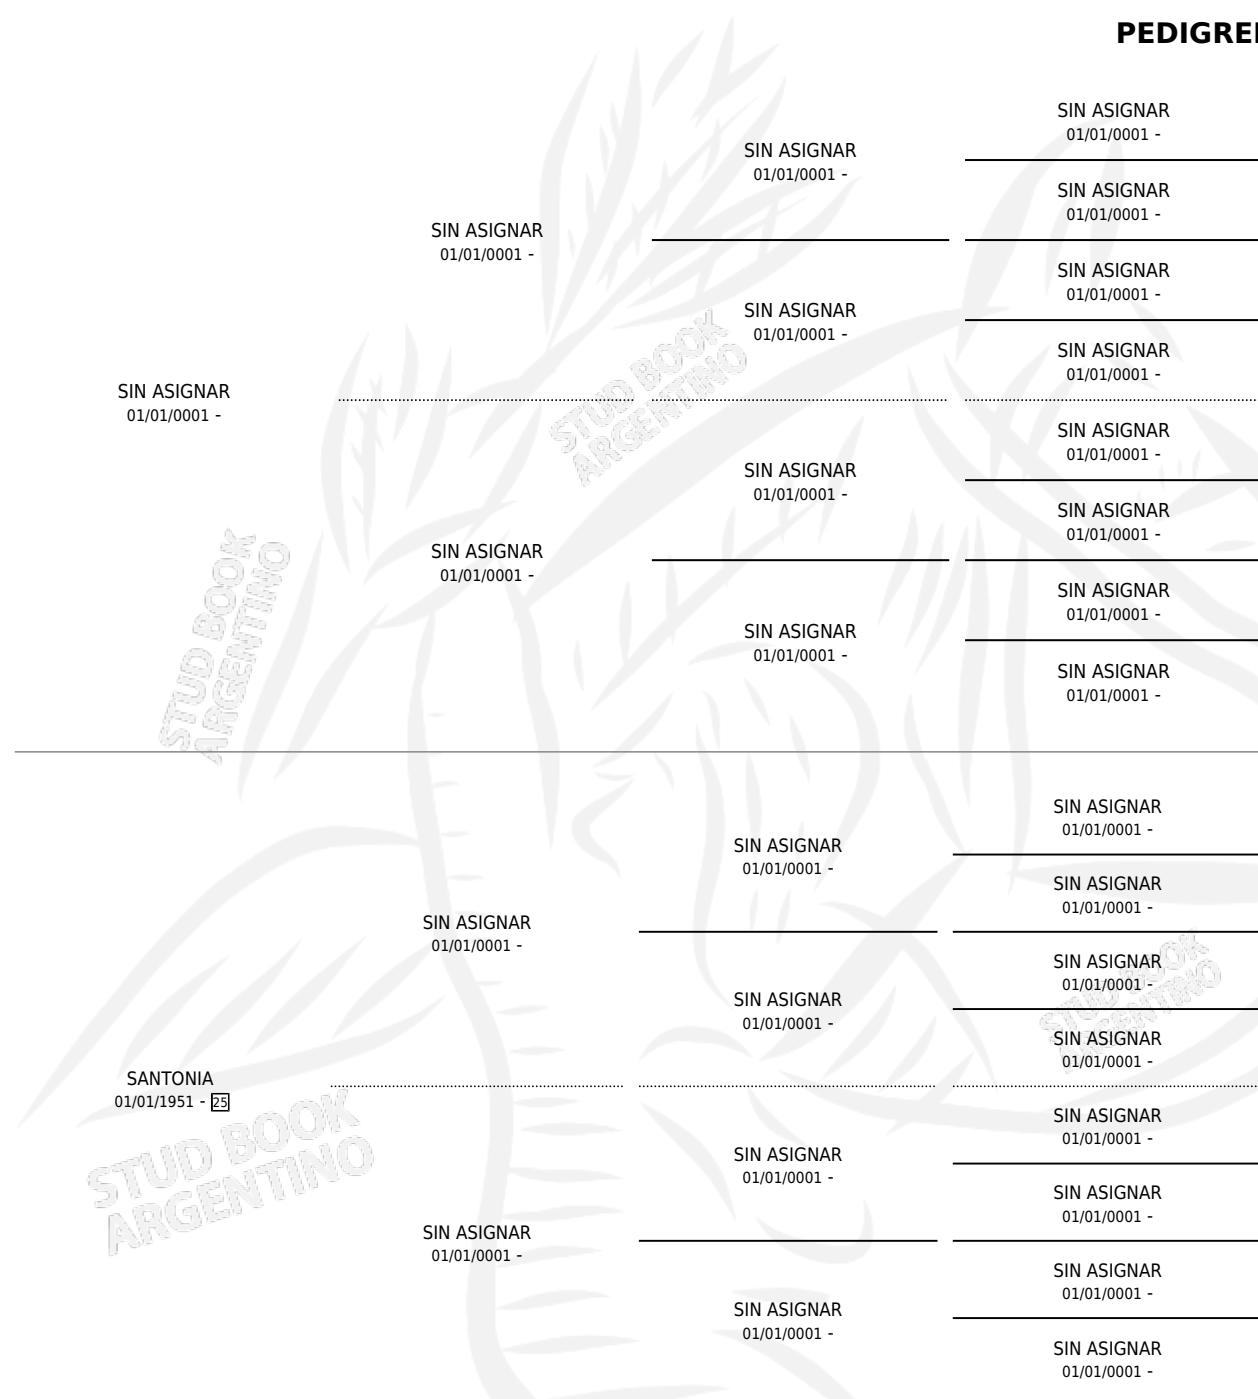 PEDIGREE
SIN ASIGNAR
01/01/0001 -
SIN ASIGNAR
01/01/0001 -
SIN ASIGNAR
01/01/0001 -
SIN ASIGNAR
01/01/0001 -
SIN ASIGNAR
01/01/0001 -
SIN ASIGNAR
01/01/0001 -
SIN ASIGNAR
01/01/0001 -
STUD BOOK
ARGENTINO
SIN ASIGNAR
01/01/0001 -
SIN ASIGNAR
01/01/0001 -
SIN ASIGNAR
01/01/0001 -
SIN ASIGNAR
01/01/0001 -
SIN ASIGNAR
01/01/0001 -
SIN ASIGNAR
01/01/0001 -
SIN ASIGNAR
01/01/0001 -
STUD BOOK
ARGENTINO
SIN ASIGNAR
01/01/0001 -
SIN ASIGNAR
01/01/0001 -
SIN ASIGNAR
01/01/0001 -
SIN ASIGNAR
01/01/0001 -
SIN ASIGNAR
01/01/0001 -
SIN ASIGNAR
01/01/0001 -
SIN ASIGNAR
01/01/0001 -
STUD BOOK
ARGENTINO
SIN ASIGNAR
01/01/0001 -
SANTONIA
01/01/1951 - 25
SIN ASIGNAR
01/01/0001 -
STUD BOOK
ARGENTINO
SIN ASIGNAR
01/01/0001 -
SIN ASIGNAR
01/01/0001 -
SIN ASIGNAR
01/01/0001 -
SIN ASIGNAR
01/01/0001 -
SIN ASIGNAR
01/01/0001 -
SIN ASIGNAR
01/01/0001 -